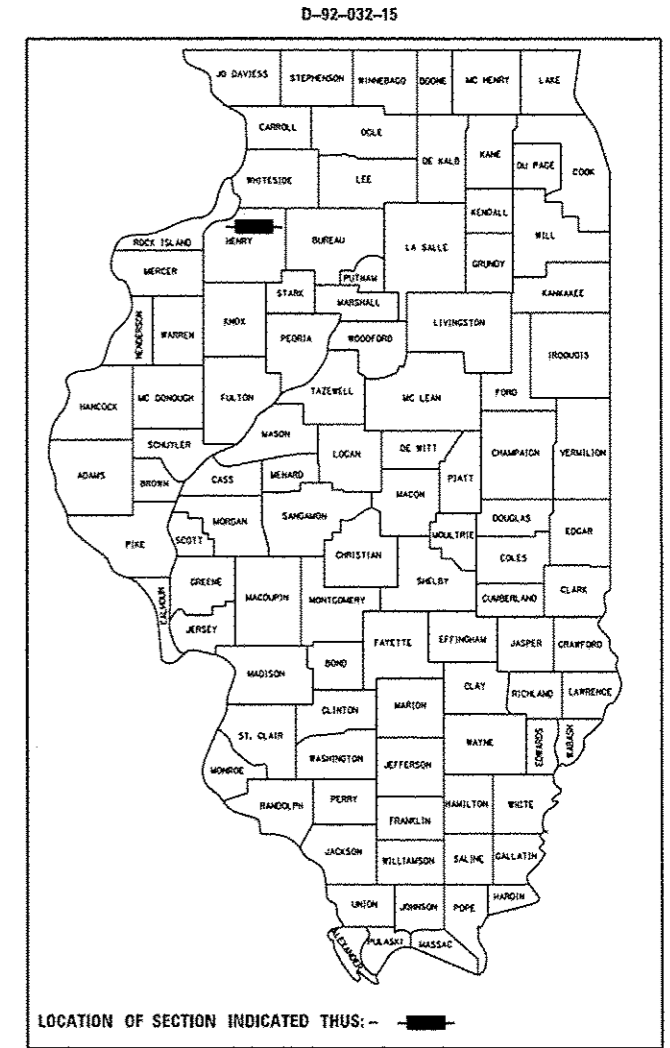 D-92-032-15
JO DAVIESS STEPHENSON WINNEBAGO BOONE MC HENRY LAKE
CARROLL OGLE DE KALB KANE DU PAGE COOK
WHITESIDE LEE
KENDALL WILL
ROCK ISLAND HENRY BUREAU LA SALLE
MERCER PUTNAM GRUNDY
STARK MARSHALL KANKAKEE
HENDERSON WARREN KNOX PEORIA WOODFORD LIVINGSTON IROQUOIS
HANCOCK MC DONOUGH FULTON TAZEWELL MC LEAN FORD
SCHUYLER MASON LOGAN DE WITT CHAMPAIGN VERMILION
ADAMS BROWN CASS MENARD MACON PIATT
PIKE SCOTT MORGAN SANGAMON CHRISTIAN MOULTRIE DOUGLAS EDGAR
COLES
CALHOUN GREENE MACOUPIN MONTGOMERY SHELBY CUMBERLAND CLARK
JERSEY FAYETTE EFFINGHAM JASPER CRAWFORD
MADISON BOND CLAY RICHLAND LAWRENCE
CLINTON MARION
ST. CLAIR WAYNE EDWARDS WABASH
MONROE WASHINGTON JEFFERSON
RANDOLPH PERRY HAMILTON WHITE
FRANKLIN
JACKSON WILLIAMSON SALINE GALLATIN
UNION JOHNSON POPE HARDIN
ALEXANDER PULASKI MASSAC
LOCATION OF SECTION INDICATED THUS: -